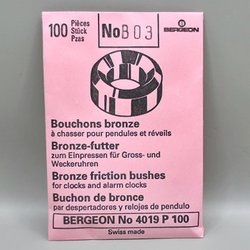 100 Pièces
Stück
Pzas
No B03
BERGEON
Bouchons bronze
à chasser pour pendules et réveils
Bronze-futter
zum Einpressen für Gross- und
Weckeruhren
Bronze friction bushes
for clocks and alarm clocks
Buchon de bronce
par despertadores y relojes de pendulo
BERGEON No 4019 P 100
Swiss made